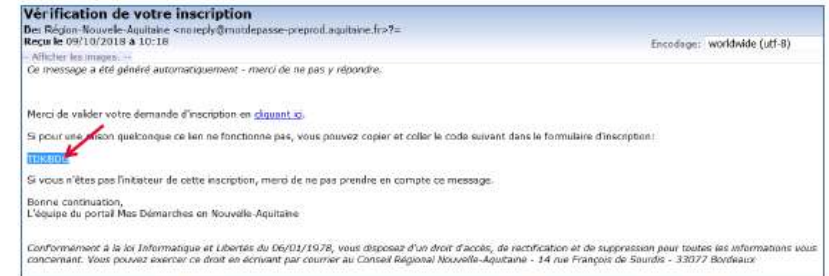 Vérification de votre inscription
De: Région-Nouvelle-Aquitaine <noreply@motdepasse-preprod.aquitaine.fr>?=
Reçu le 09/10/2018 à 10:18
Encodage: worldwide (utf-8)
-- Afficher les images. --
Ce message a été généré automatiquement - merci de ne pas y répondre.
Merci de valider votre demande d'inscription en cliquant ici.
Si pour une raison quelconque ce lien ne fonctionne pas, vous pouvez copier et coller le code suivant dans le formulaire d'inscription:
Si vous n'êtes pas l'initiateur de cette inscription, merci de ne pas prendre en compte ce message.
Bonne continuation,
L'équipe du portail Mes Démarches en Nouvelle-Aquitaine
Conformément à la loi Informatique et Libertés du 06/01/1978, vous disposez d'un droit d'accès, de rectification et de suppression pour toutes les informations vous
concernant. Vous pouvez exercer ce droit en écrivant par courrier au Conseil Régional Nouvelle-Aquitaine - 14 rue François de Sourdis - 33077 Bordeaux